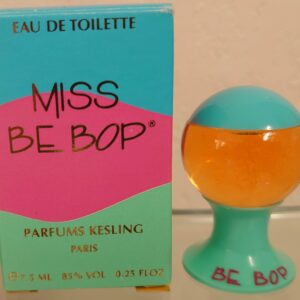 EAU DE TOILETTE
MISS
BE BOP®
PARFUMS KESLING
PARIS
7.5 ML 85% VOL 0.25 FLOZ
BE BOP